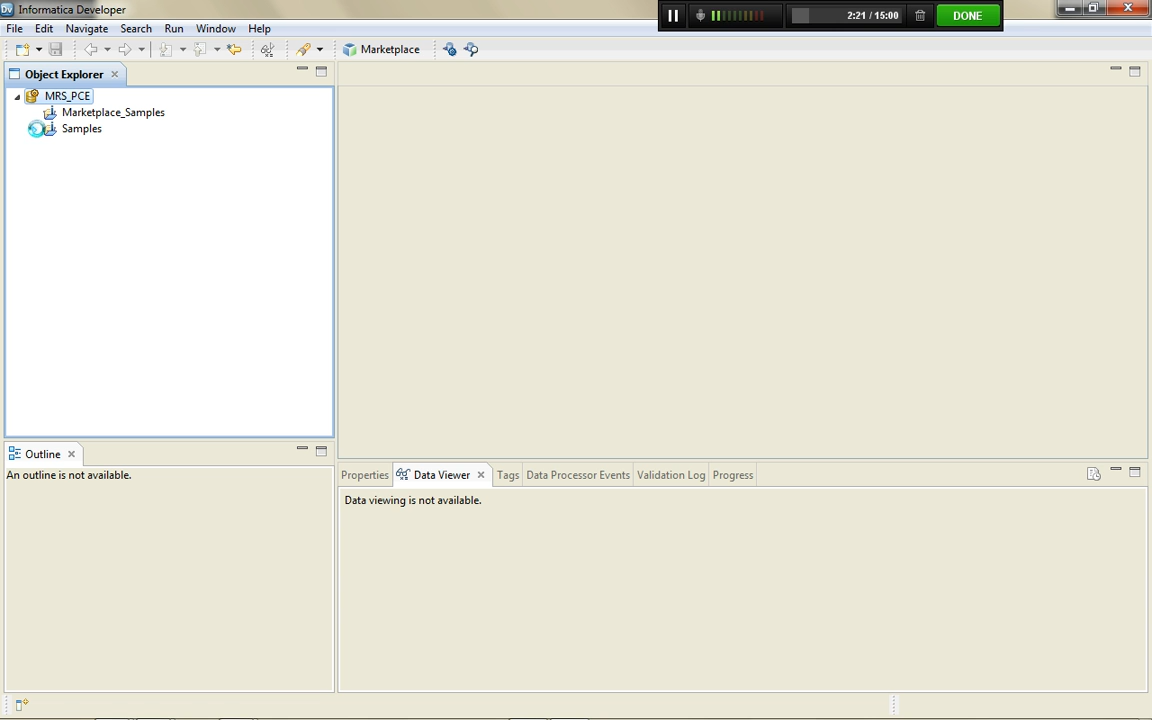 Informatica Developer
2:21 / 15:00
DONE
File Edit Navigate Search Run Window Help
Marketplace
Object Explorer
MRS_PCE
Marketplace_Samples
Samples
Outline
An outline is not available.
Properties Data Viewer Tags Data Processor Events Validation Log Progress
Data viewing is not available.